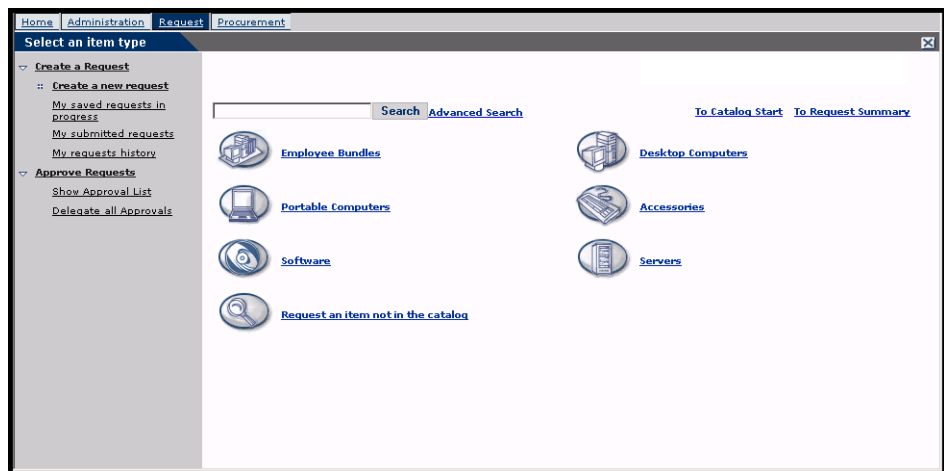 Home Administration Request Procurement
Select an item type
Create a Request
Create a new request
My saved requests in
progress
My submitted requests
My requests history
Approve Requests
Show Approval List
Delegate all Approvals
Search Advanced Search To Catalog Start To Request Summary
Employee Bundles Desktop Computers
Portable Computers Accessories
Software Servers
Request an item not in the catalog